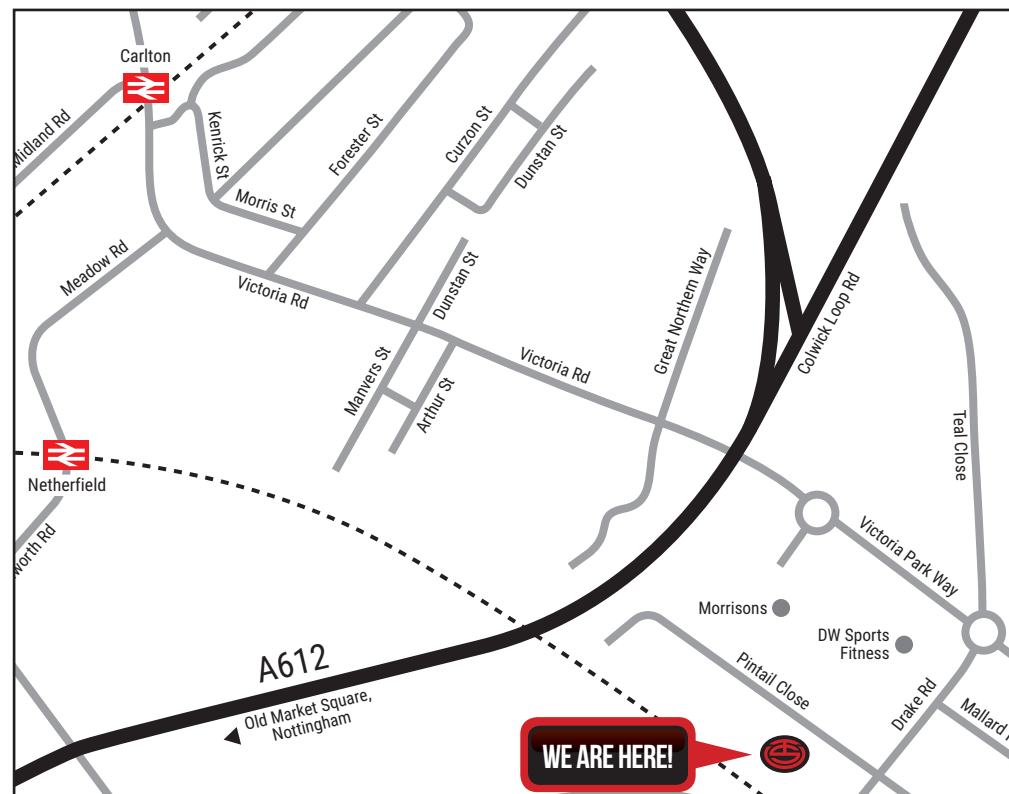 Carlton
Midland Rd
Kenrick St
Morris St
Forester St
Curzon St
Dunstan St
Meadow Rd
Victoria Rd
Dunstan St
Manvers St
Arthur St
Victoria Rd
Great Northern Way
Colwick Loop Rd
Teal Close
Netherfield
worth Rd
Victoria Park Way
Morrisons
DW Sports
Fitness
Pintail Close
Drake Rd
Mallard
A612
Old Market Square,
Nottingham
WE ARE HERE!